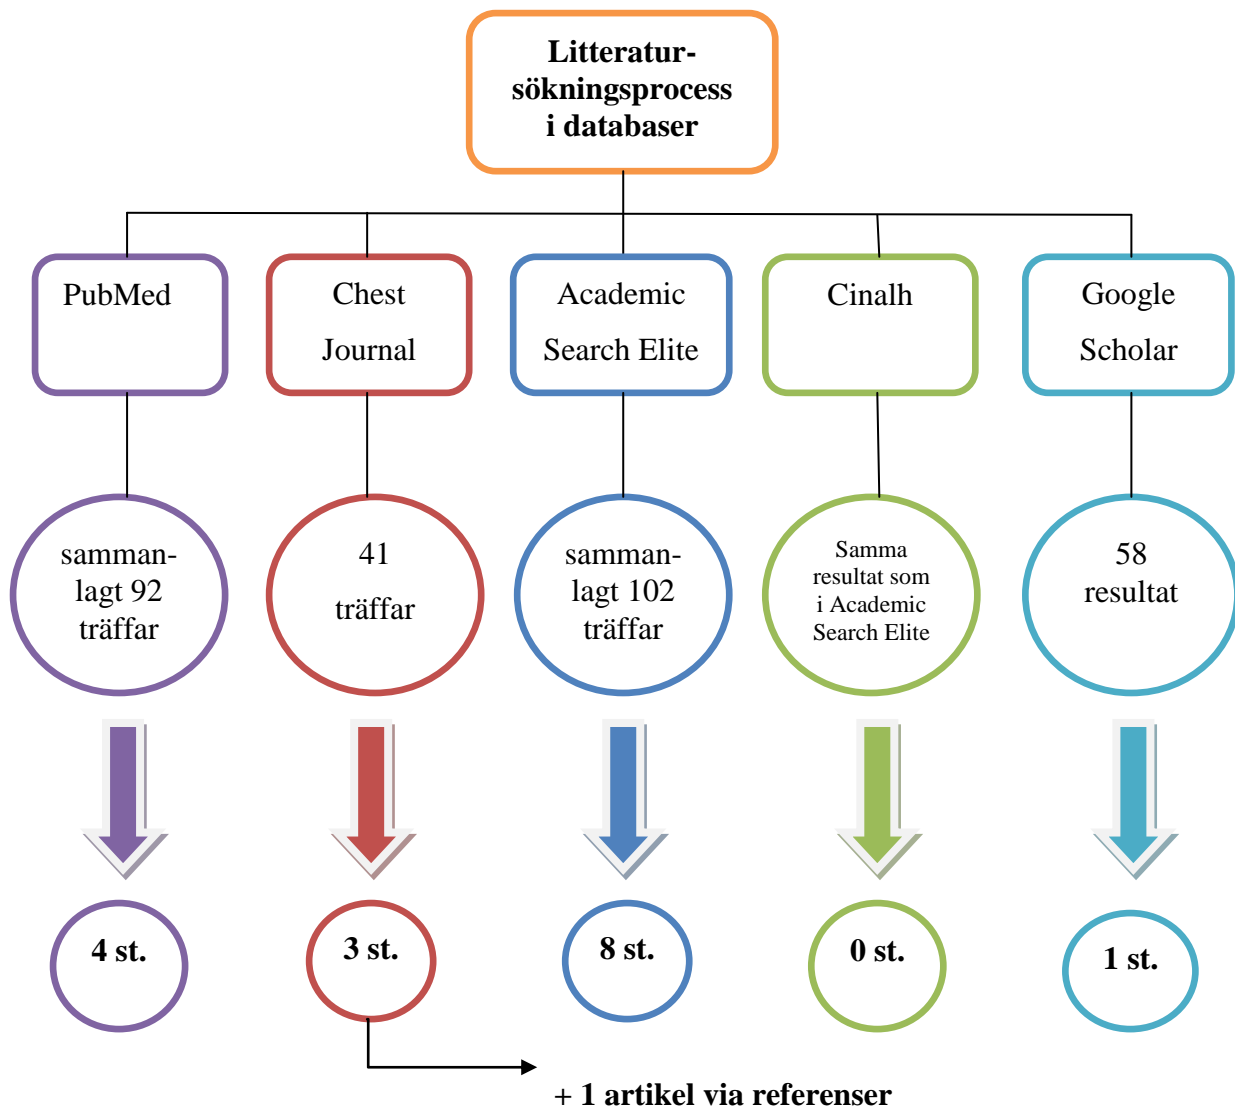 Litteratur-
sökningsprocess
i databaser
PubMed
Chest
Journal
Academic
Search Elite
Cinalh
Google
Scholar
samman-
lagt 92
träffar
41
träffar
samman-
lagt 102
träffar
Samma
resultat som
i Academic
Search Elite
58
resultat
4 st.
3 st.
8 st.
0 st.
1 st.
+ 1 artikel via referenser